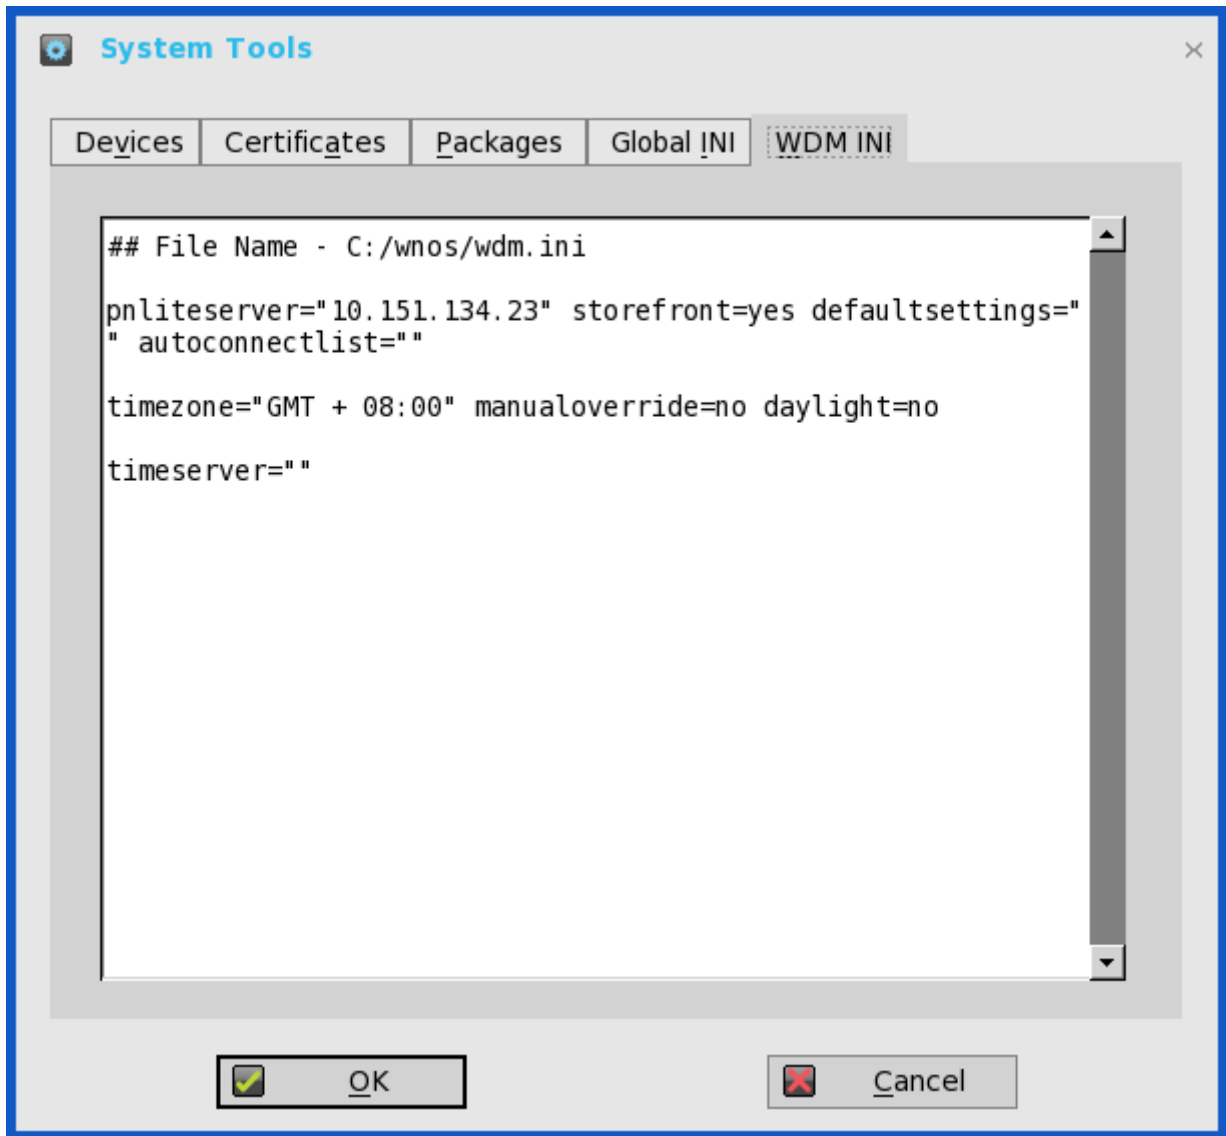 System Tools
Devices
Certificates
Packages
Global INI
WDM INI
## File Name - C:/wnos/wdm.ini
pnliteserver="10.151.134.23" storefront=yes defaultsettings="
" autoconnectlist=""
timezone="GMT + 08:00" manualoverride=no daylight=no
timeserver=""
OK
Cancel